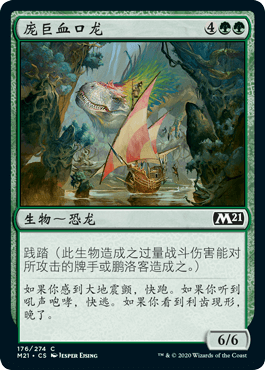 庞巨血口龙 4
生物～恐龙 M21
践踏（此生物造成之过量战斗伤害能对
所攻击的牌手或鹏洛客造成之。）
如果你感到大地震颤，快跑。如果你听到
吼声咆哮，快逃。如果你看到利齿现形，
晚了。
6/6
176/274 C
M21 • CS JESPER EJSING
™ & © 2020 Wizards of the Coast